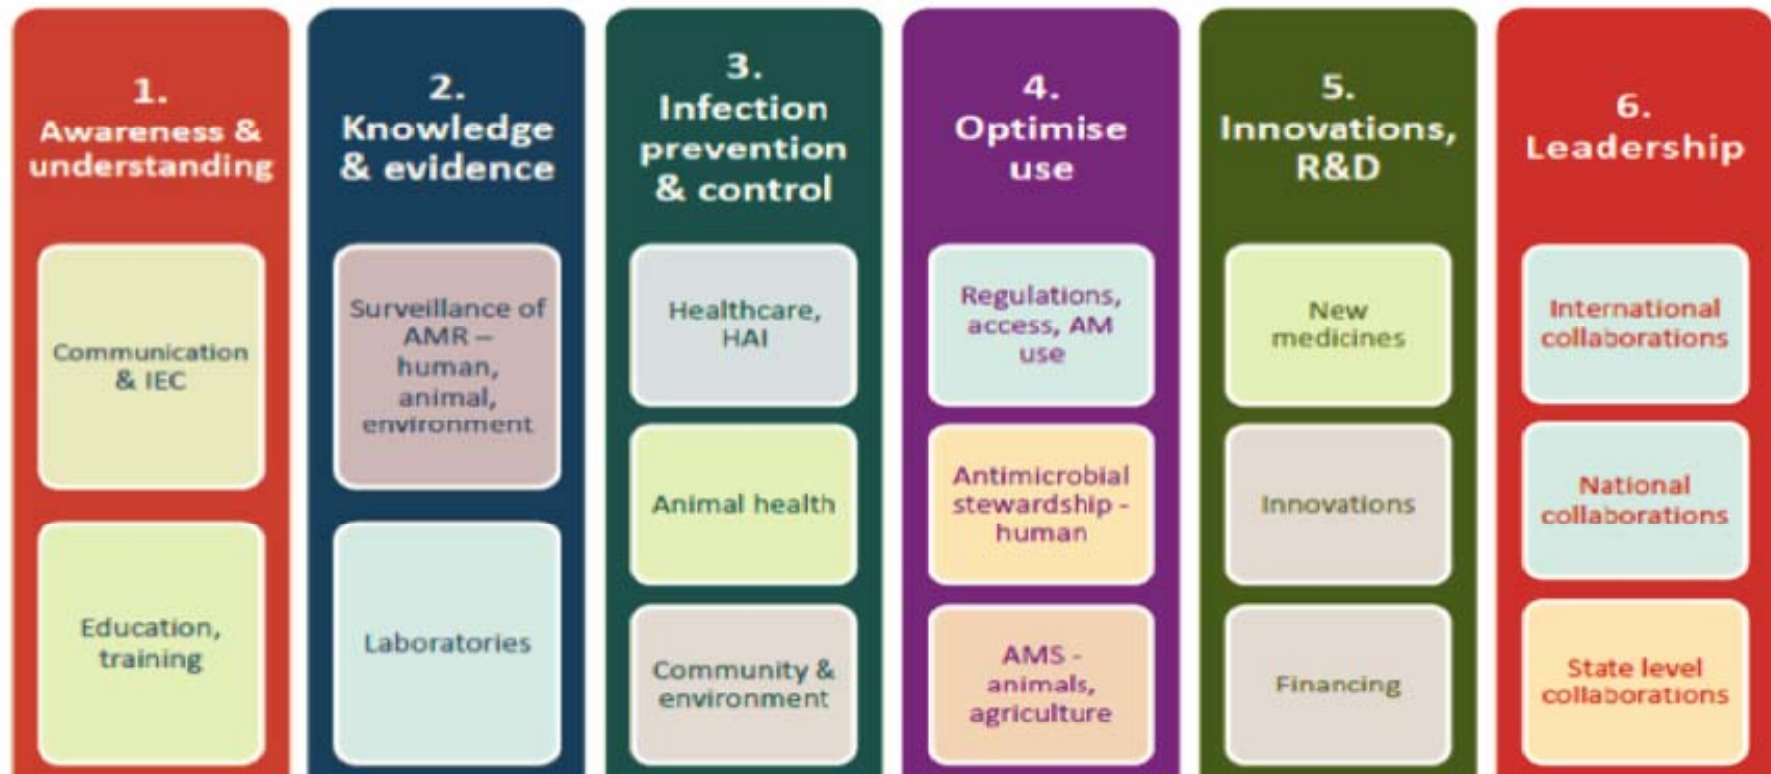 1.
Awareness &
understanding
Communication
& IEC
Education,
training
2.
Knowledge
& evidence
Surveillance of
AMR –
human,
animal,
environment
Laboratories
3.
Infection
prevention
& control
Healthcare,
HAI
Animal health
Community &
environment
4.
Optimise
use
Regulations,
access, AM
use
Antimicrobial
stewardship -
human
AMS -
animals,
agriculture
5.
Innovations,
R&D
New
medicines
Innovations
Financing
6.
Leadership
International
collaborations
National
collaborations
State level
collaborations